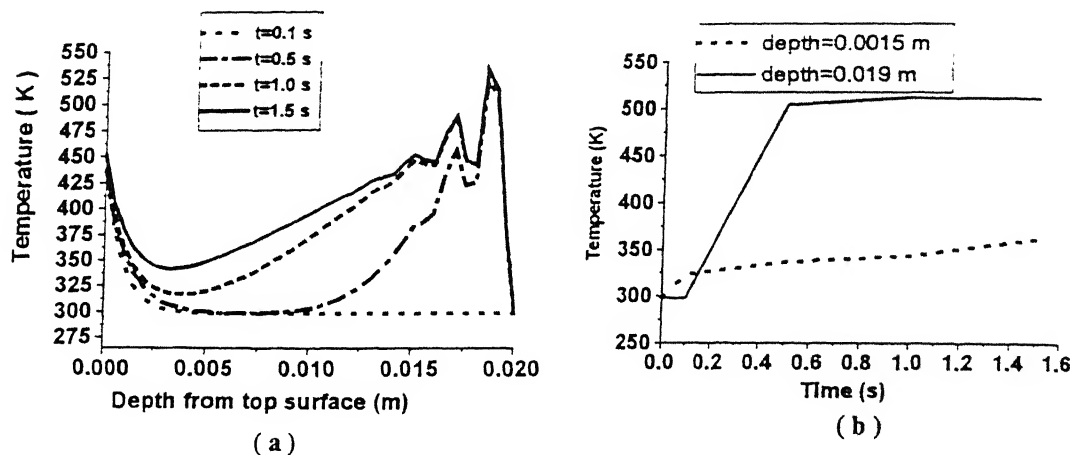 t=0.1 s
t=0.5 s
t=1.0 s
t=1.5 s
550
525
500
475
450
425
400
375
350
325
300
275
Temperature ( K )
0.000
0.005
0.010
0.015
0.020
Depth from top surface (m)
( a )
depth=0.0015 m
depth=0.019 m
500
450
400
350
300
250
Temperature (K)
0.0
0.2
0.4
0.6
0.8
1.0
1.2
1.4
1.6
Time (s)
( b )